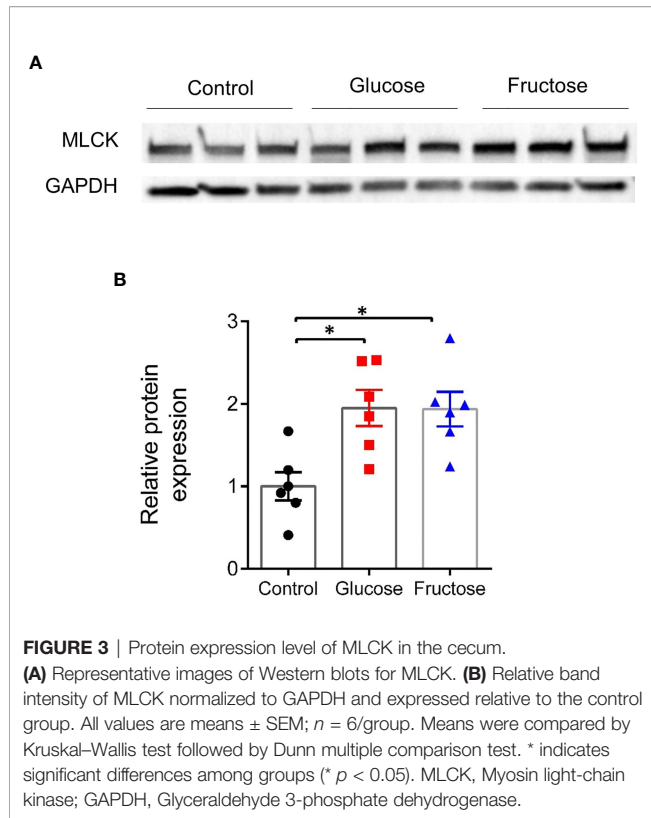 A
Control Glucose Fructose
MLCK
GAPDH
B
*
*
3
2
1
0
Relative protein
expression
Control Glucose Fructose
FIGURE 3 | Protein expression level of MLCK in the cecum.
(A) Representative images of Western blots for MLCK. (B) Relative band
intensity of MLCK normalized to GAPDH and expressed relative to the control
group. All values are means ± SEM; n = 6/group. Means were compared by
Kruskal–Wallis test followed by Dunn multiple comparison test. * indicates
significant differences among groups (* p < 0.05). MLCK, Myosin light-chain
kinase; GAPDH, Glyceraldehyde 3-phosphate dehydrogenase.